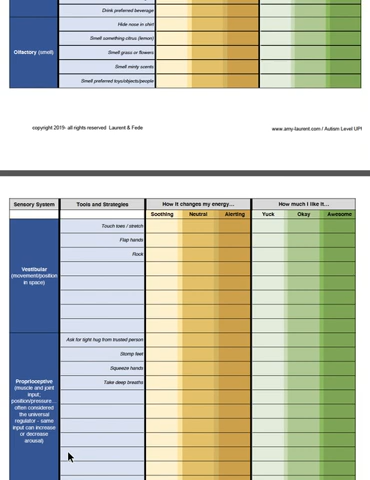 Drink preferred beverage
Hide nose in shirt
Smell something citrus (lemon)
Olfactory (smell)
Smell grass or flowers
Smell minty scents
Smell preferred toys/objects/people
copyright 2019- all rights reserved Laurent & Fede
www.amy-laurent.com / Autism Level UP!
Sensory System
Tools and Strategies
How it changes my energy…
How much I like it…
Soothing
Neutral
Alerting
Yuck
Okay
Awesome
Touch toes / stretch
Flap hands
Rock
Vestibular
(movement/position
in space)
Ask for tight hug from trusted person
Stomp feet
Squeeze hands
Take deep breaths
Proprioceptive
(muscle and joint
input;
position/pressure…
often considered
the universal
regulator - same
input can increase
or decrease
arousal)